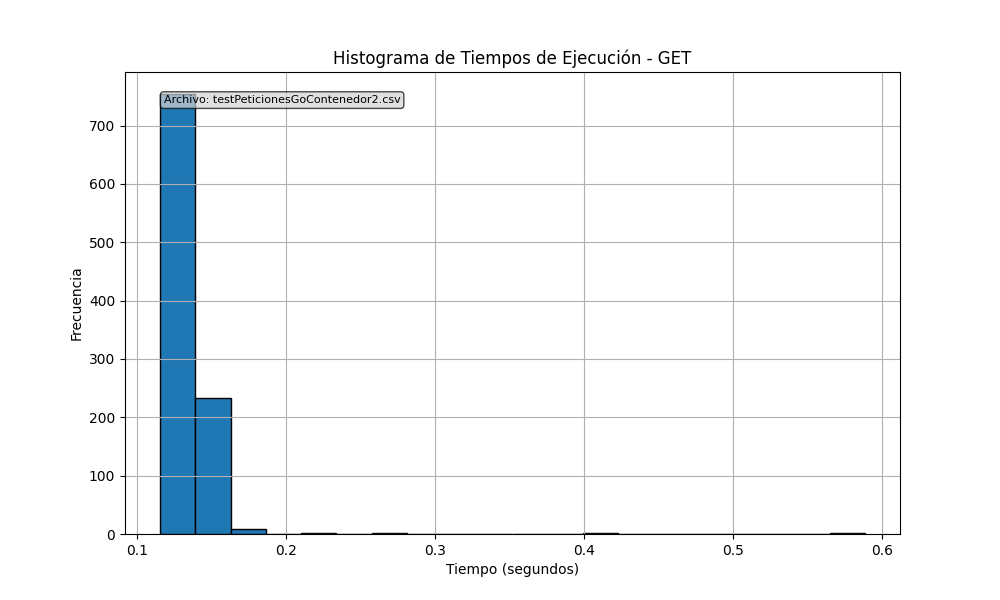 Histograma de Tiempos de Ejecución - GET
Archivo: testPeticionesGoContenedor2.csv
700
600
500
400
300
200
100
0
Frecuencia
0.1 0.2 0.3 0.4 0.5 0.6
Tiempo (segundos)